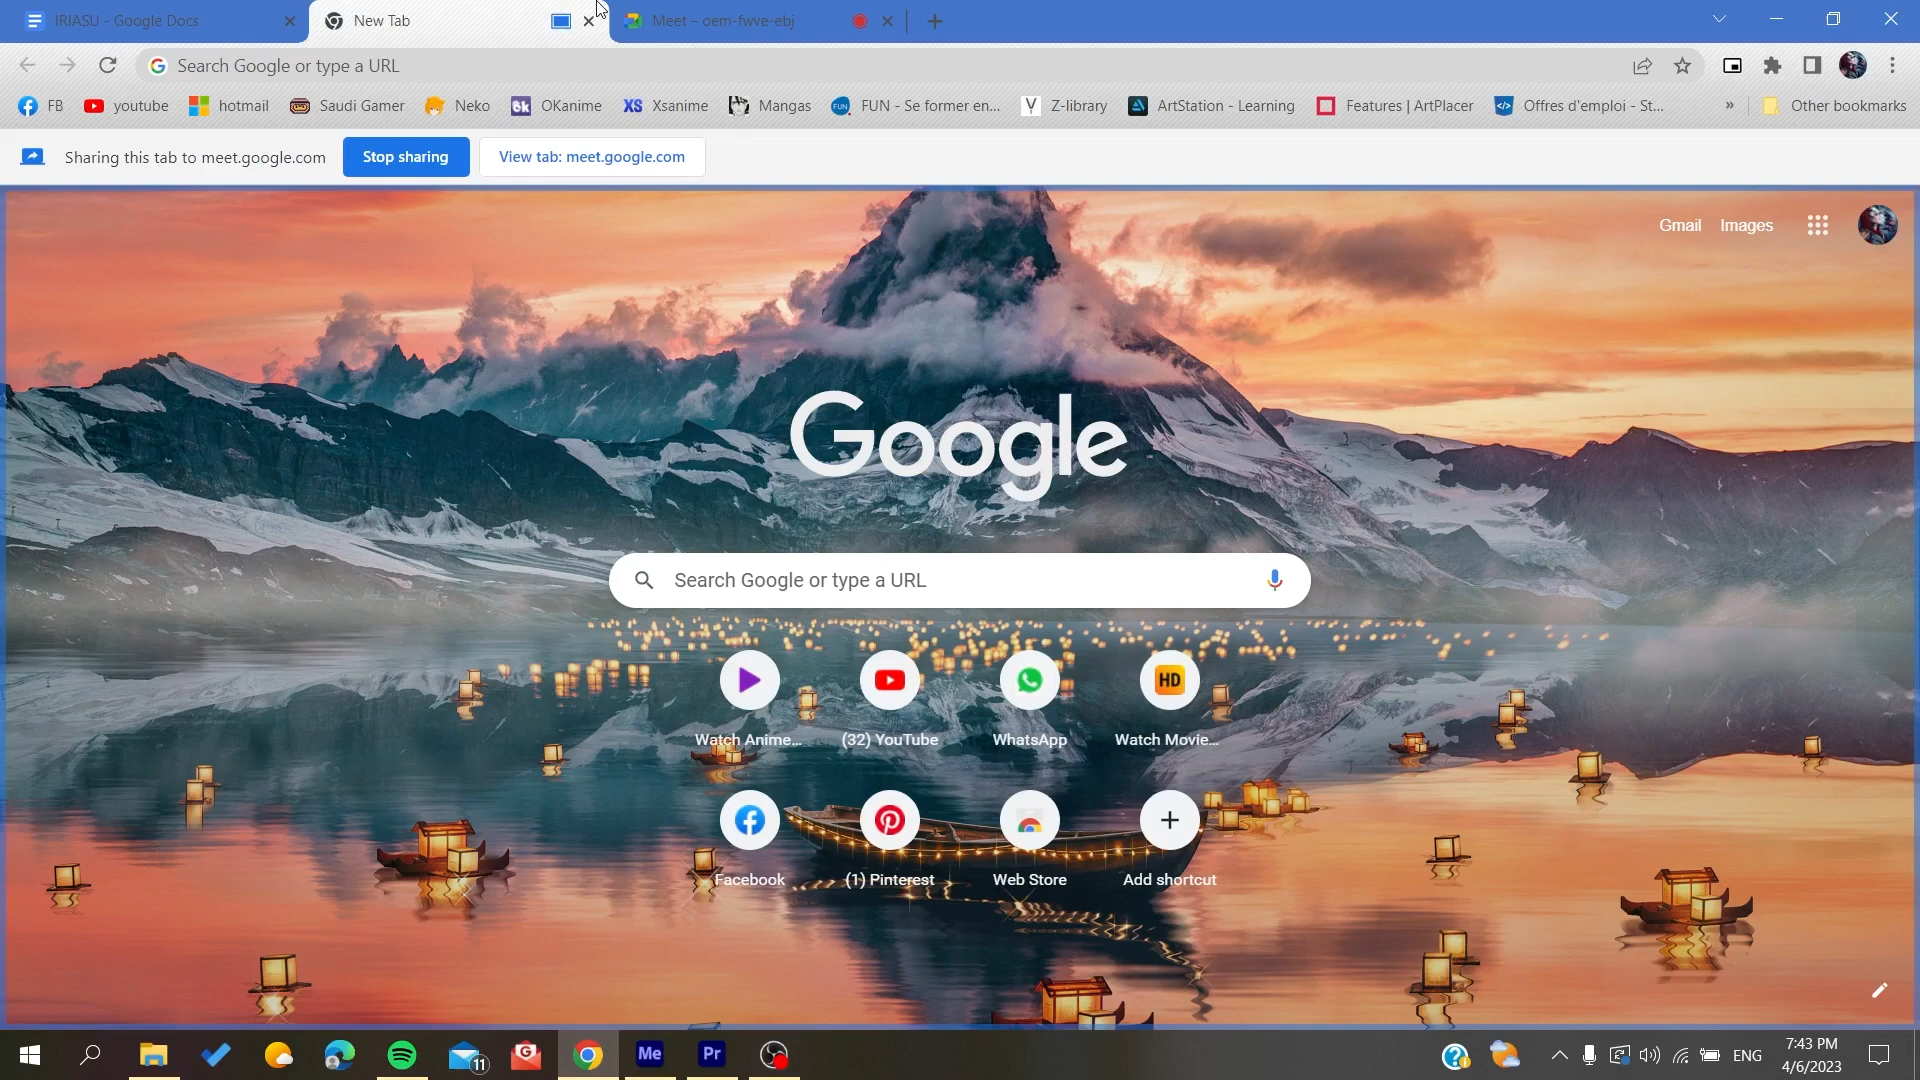 IRIASU - Google Docs
New Tab
Meet – oem-fwve-ebj
Search Google or type a URL
FB
youtube
hotmail
Saudi Gamer
Neko
OKanime
Xsanime
Mangas
FUN - Se former en...
Z-library
ArtStation - Learning
Features | ArtPlacer
Offres d'emploi - St...
»
Other bookmarks
Sharing this tab to meet.google.com
Stop sharing
View tab: meet.google.com
Gmail
Images
Google
Search Google or type a URL
HD
Watch Anime...
(32) YouTube
WhatsApp
Watch Movie...
Facebook
(1) Pinterest
Web Store
Add shortcut
11
Me
Pr
ENG
7:43 PM
4/6/2023